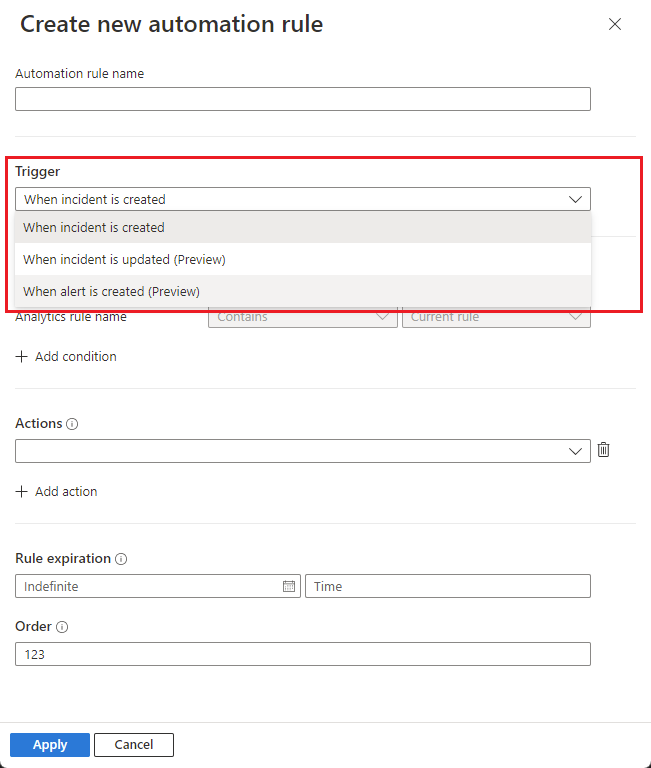 Create new automation rule
Automation rule name
Trigger
When incident is created
When incident is created
When incident is updated (Preview)
When alert is created (Preview)
Analytics rule name Contains Current rule
+ Add condition
Actions
+ Add action
Rule expiration
Indefinite Time
Order
123
Apply Cancel